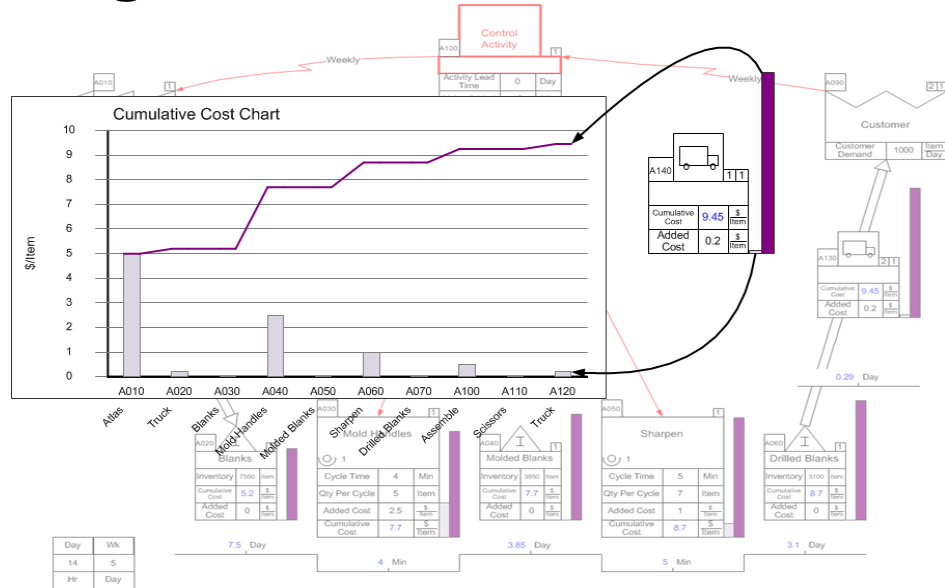 Control
Activity
A100
1
Activity Lead
Time
0
Day
Weekly
Weekly
A010
1
A090
2 1
Customer
Customer
Demand
1000
Item
Day
Cumulative Cost Chart
10
9
8
7
6
5
4
3
2
1
0
$/Item
A010 A020 A030 A040 A050 A060 A070 A100 A110 A120
Atlas
Truck
Blanks
Mold Handles
Molded Blanks
Sharpen
Drilled Blanks
Assemble
Scissors
Truck
A140
1 1
Cumulative
Cost
9.45
$
Item
Added
Cost
0.2
$
Item
A130
2 1
Cumulative
Cost
9.45
$
Item
Added
Cost
0.2
$
Item
0.29 Day
A020
1
Blanks
I
Inventory 7500 Item
Cumulative
Cost
5.2
$
Item
Added
Cost
0
$
Item
A030
1
Mold Handles
1
Cycle Time 4 Min
Qty Per Cycle 5 Item
Added Cost 2.5 $
Item
Cumulative
Cost
7.7
$
Item
A040
1
I
Molded Blanks
Inventory 3850 Item
Cumulative
Cost
7.7
$
Item
Added
Cost
0
$
Item
A050
1
Sharpen
1
Cycle Time 5 Min
Qty Per Cycle 7 Item
Added Cost 1 $
Item
Cumulative
Cost
8.7
$
Item
A060
1
I
Drilled Blanks
Inventory 3100 Item
Cumulative
Cost
8.7
$
Item
Added
Cost
0
$
Item
7.5 Day
4 Min
3.85 Day
5 Min
3.1 Day
Day Wk
14 5
Hr Day